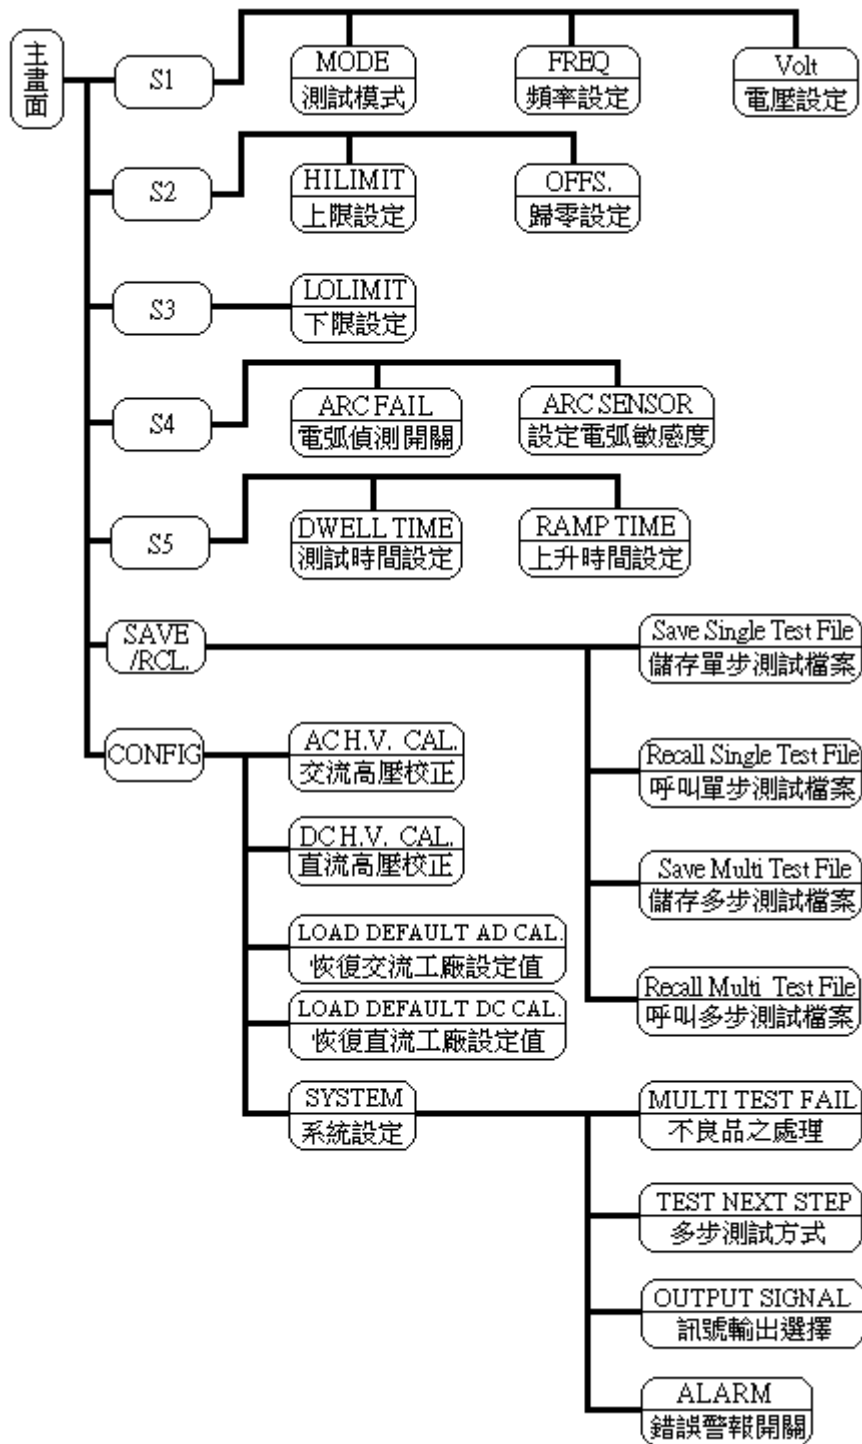 主畫面
S1
MODE
測試模式
FREQ
頻率設定
Volt
電壓設定
S2
HILIMIT
上限設定
OFFS.
歸零設定
S3
LOLIMIT
下限設定
S4
ARC FAIL
電弧偵測開關
ARC SENSOR
設定電弧敏感度
S5
DWELL TIME
測試時間設定
RAMP TIME
上升時間設定
SAVE
/RCL.
Save Single Test File
儲存單步測試檔案
Recall Single Test File
呼叫單步測試檔案
Save Multi Test File
儲存多步測試檔案
Recall Multi Test File
呼叫多步測試檔案
CONFIG
AC H.V. CAL.
交流高壓校正
DC H.V. CAL.
直流高壓校正
LOAD DEFAULT AD CAL.
恢復交流工廠設定值
LOAD DEFAULT DC CAL.
恢復直流工廠設定值
SYSTEM
系統設定
MULTI TEST FAIL
不良品之處理
TEST NEXT STEP
多步測試方式
OUTPUT SIGNAL
訊號輸出選擇
ALARM
錯誤警報開關